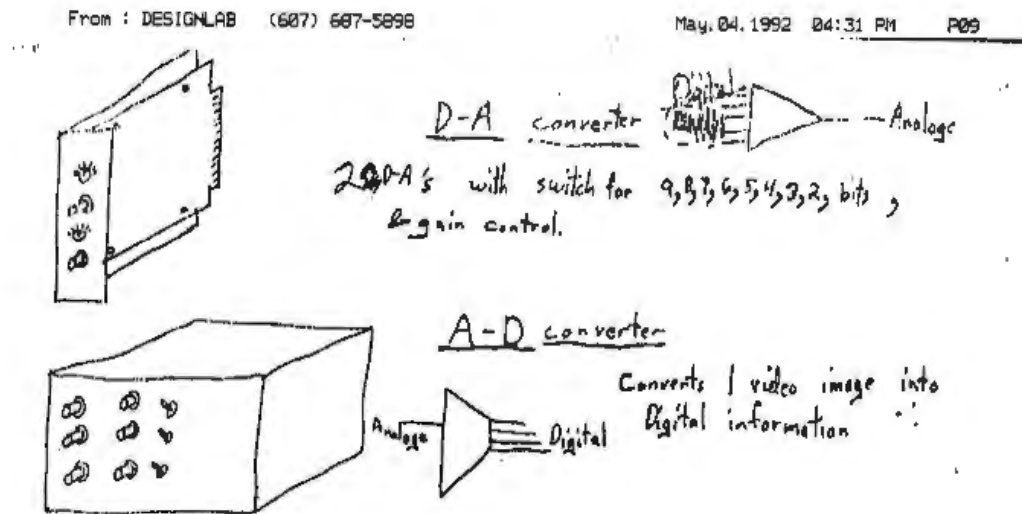 From : DESIGNLAB (607) 687-5898 May.04.1992 04:31 PM P09
D-A converter Digital Analoge
2 D-A's with switch for 9,8,7,6,5,4,3,2, bits ,
& gain control.
A-D converter
Converts 1 video image into
Digital information
Analoge Digital